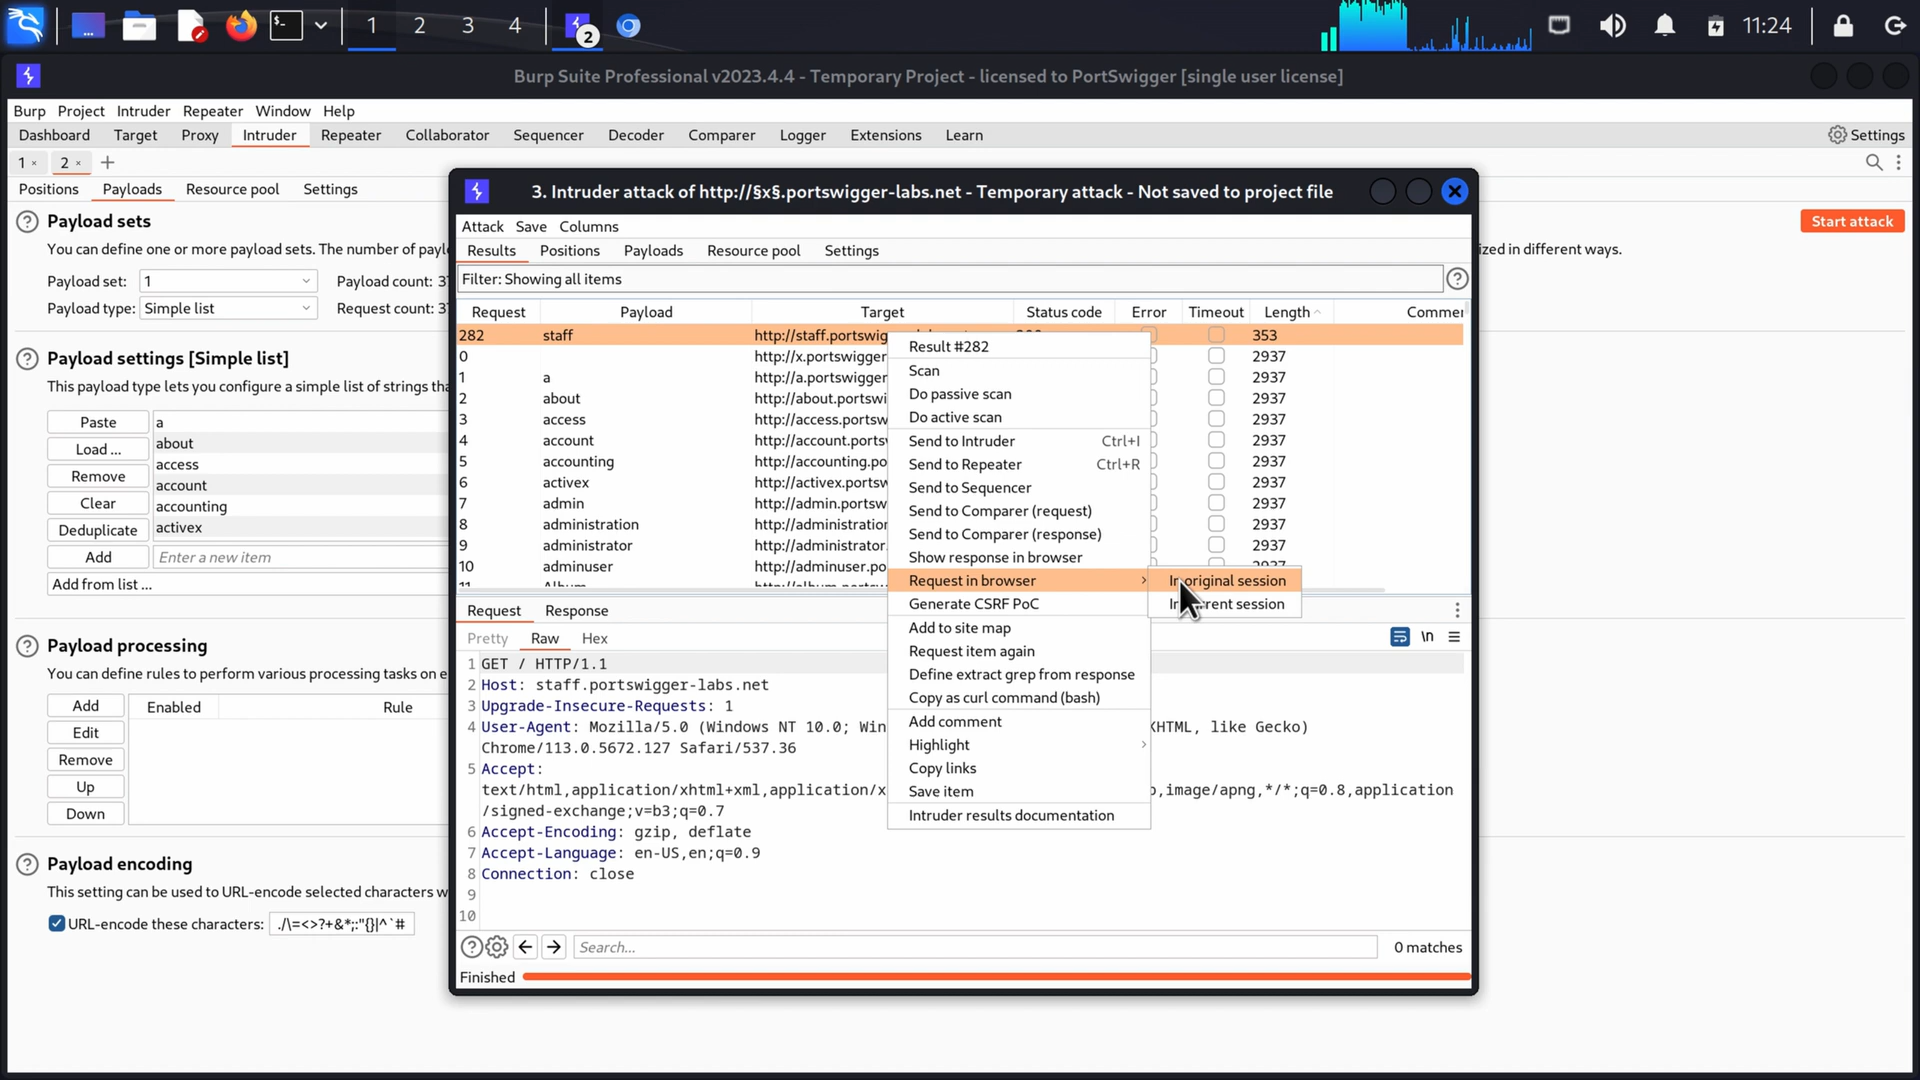 1 2 3 4 2 11:24
Burp Suite Professional v2023.4.4 - Temporary Project - licensed to PortSwigger [single user license]
Burp Project Intruder Repeater Window Help
Dashboard Target Proxy Intruder Repeater Collaborator Sequencer Decoder Comparer Logger Extensions Learn Settings
1 × 2 × +
Positions Payloads Resource pool Settings
Payload sets
Start attack
You can define one or more payload sets. The number of
ized in different ways.
Payload set: 1 Payload count:
Payload type: Simple list Request count:
Payload settings [Simple list]
This payload type lets you configure a simple list of strings
Paste a
Load ... about
Remove access
account
Clear accounting
Deduplicate activex
Add Enter a new item
Add from list ...
Payload processing
You can define rules to perform various processing tasks on
Add Enabled Rule
Edit
Remove
Up
Down
Payload encoding
This setting can be used to URL-encode selected characters
URL-encode these characters: ./\=<>?+&*;:"{}|^`#
3. Intruder attack of http://§x§.portswigger-labs.net - Temporary attack - Not saved to project file
Attack Save Columns
Results Positions Payloads Resource pool Settings
Filter: Showing all items
Request Payload Target Status code Error Timeout Length Commer
282 staff http://staff.portswig 353
0 http://x.portswigger 2937
1 a http://a.portswigger 2937
2 about http://about.portswi 2937
3 access http://access.portsw 2937
4 account http://account.ports 2937
5 accounting http://accounting.po 2937
6 activex http://activex.ports 2937
7 admin http://admin.portsw 2937
8 administration http://administration 2937
9 administrator http://administrator. 2937
10 adminuser http://adminuser.po 2937
Result #282
Scan
Do passive scan
Do active scan
Send to Intruder Ctrl+I
Send to Repeater Ctrl+R
Send to Sequencer
Send to Comparer (request)
Send to Comparer (response)
Show response in browser
Request in browser
Generate CSRF PoC
Add to site map
Request item again
Define extract grep from response
Copy as curl command (bash)
Add comment
Highlight
Copy links
Save item
Intruder results documentation
In original session
session
Request Response
Pretty Raw Hex
\n
1 GET / HTTP/1.1
2 Host: staff.portswigger-labs.net
3 Upgrade-Insecure-Requests: 1
4 User-Agent: Mozilla/5.0 (Windows NT 10.0; Win KHTML, like Gecko)
Chrome/113.0.5672.127 Safari/537.36
5 Accept:
text/html,application/xhtml+xml,application/x ,image/apng,*/*;q=0.8,application
/signed-exchange;v=b3;q=0.7
6 Accept-Encoding: gzip, deflate
7 Accept-Language: en-US,en;q=0.9
8 Connection: close
9
10
Search... 0 matches
Finished